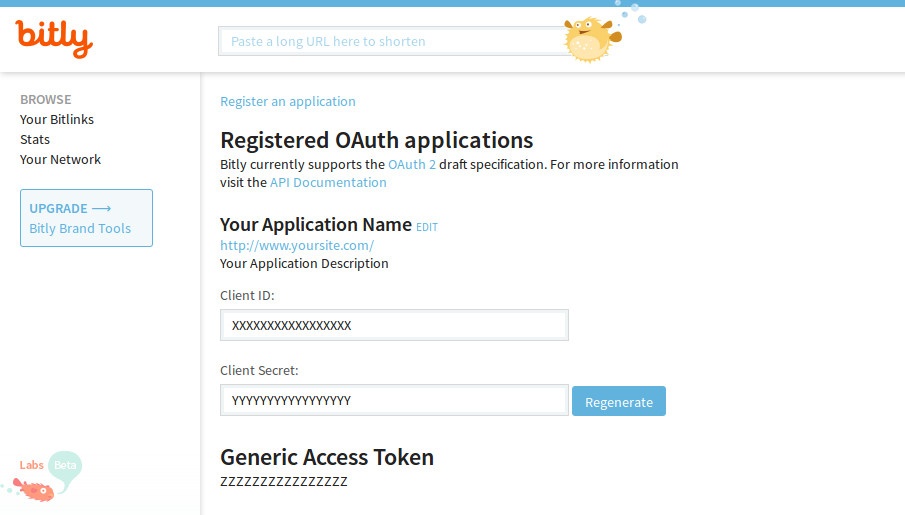 bitly
Paste a long URL here to shorten
BROWSE
Your Bitlinks
Stats
Your Network
UPGRADE ⟶
Bitly Brand Tools
Labs Beta
Register an application
Registered OAuth applications
Bitly currently supports the OAuth 2 draft specification. For more information
visit the API Documentation
Your Application Name EDIT
http://www.yoursite.com/
Your Application Description
Client ID:
XXXXXXXXXXXXXXXXX
Client Secret:
YYYYYYYYYYYYYYYYY
Regenerate
Generic Access Token
ZZZZZZZZZZZZZZZZ